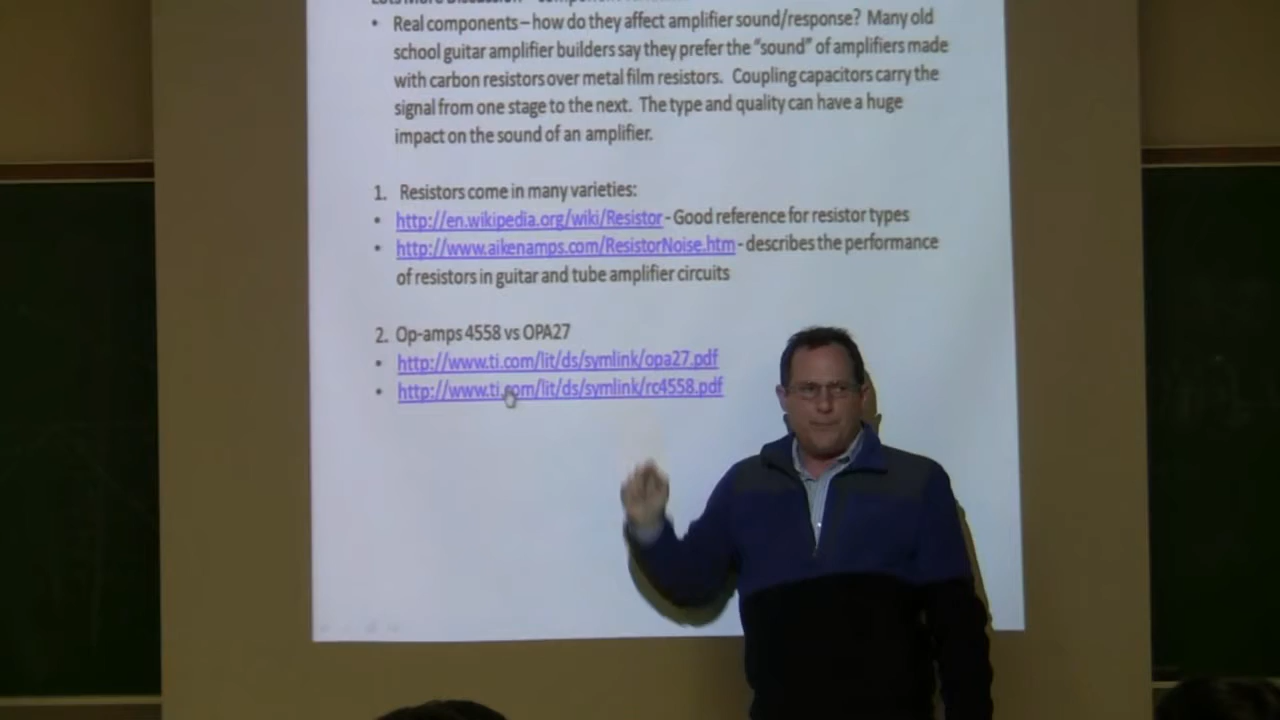 • Real components – how do they affect amplifier sound/response? Many old
school guitar amplifier builders say they prefer the “sound” of amplifiers made
with carbon resistors over metal film resistors. Coupling capacitors carry the
signal from one stage to the next. The type and quality can have a huge
impact on the sound of an amplifier.
1. Resistors come in many varieties:
• http://en.wikipedia.org/wiki/Resistor - Good reference for resistor types
• http://www.aikenamps.com/ResistorNoise.htm - describes the performance
of resistors in guitar and tube amplifier circuits
2. Op-amps 4558 vs OPA27
• http://www.ti.com/lit/ds/symlink/opa27.pdf
• http://www.ti.com/lit/ds/symlink/rc4558.pdf